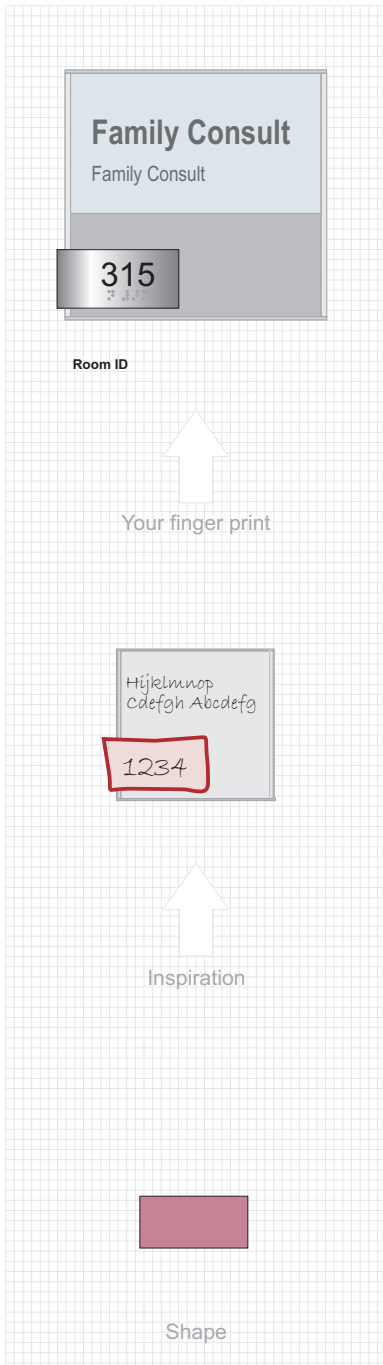 Family Consult
Family Consult
315
Room ID
Your finger print
Hijklmnop
Cdefgh Abcdefg
1234
Inspiration
Shape